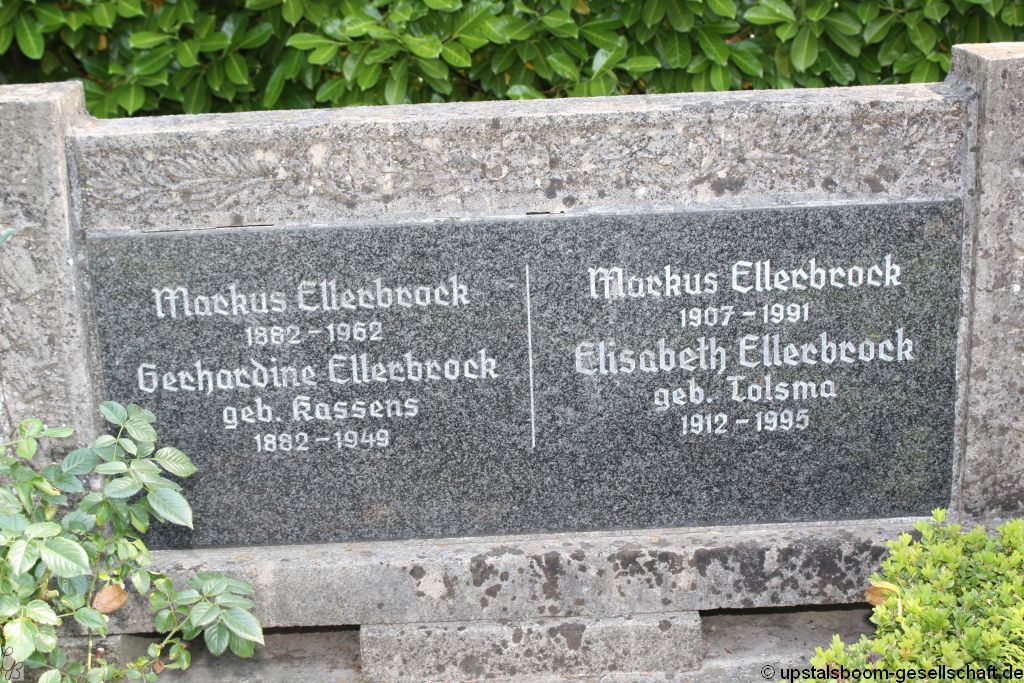 Markus Ellerbrock
1882 – 1962
Gerhardine Ellerbrock
geb. Kassens
1882 – 1949
Markus Ellerbrock
1907 – 1991
Elisabeth Ellerbrock
geb. Tolsma
1912 – 1995
© upstalsboom-gesellschaft.de